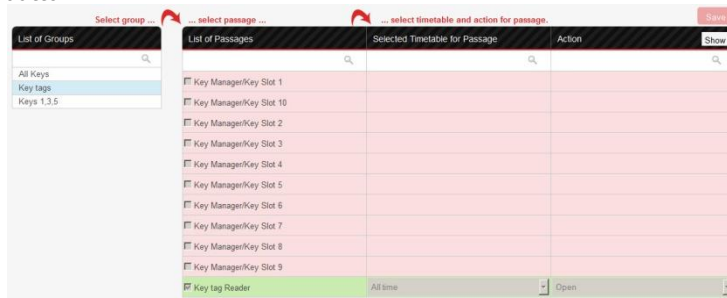 Select group ... ... select passage ... ... select timetable and action for passage. Save
List of Groups List of Passages Selected Timetable for Passage Action Show
All Keys
Key tags
Keys 1,3,5
Key Manager/Key Slot 1
Key Manager/Key Slot 10
Key Manager/Key Slot 2
Key Manager/Key Slot 3
Key Manager/Key Slot 4
Key Manager/Key Slot 5
Key Manager/Key Slot 6
Key Manager/Key Slot 7
Key Manager/Key Slot 8
Key Manager/Key Slot 9
Key tag Reader All time Open